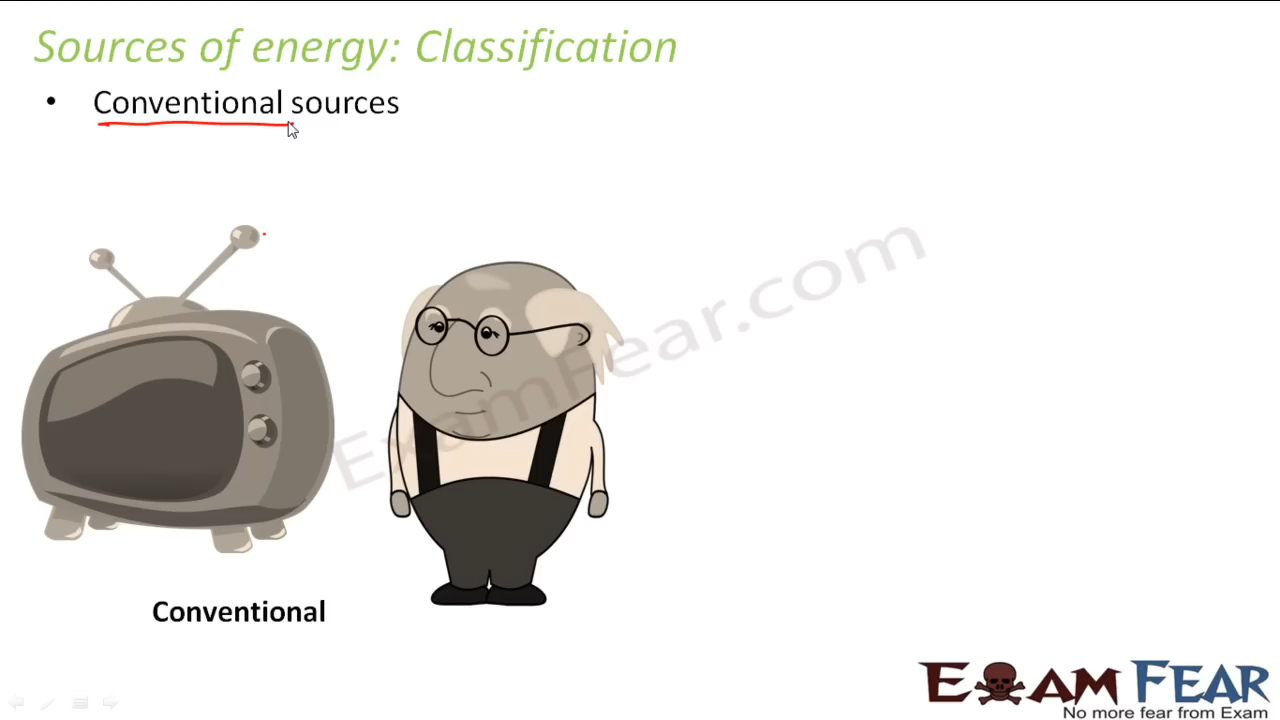 Sources of energy: Classification
• Conventional sources
ExamFear.com
Conventional
EXAM FEAR
No more fear from Exam